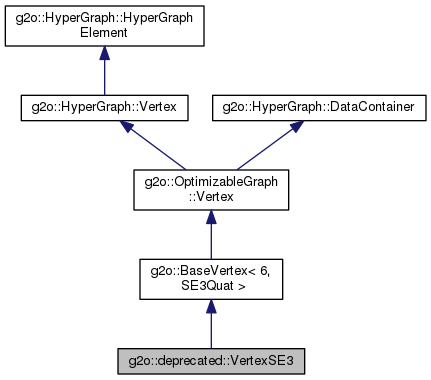 g2o::HyperGraph::HyperGraph
Element
g2o::HyperGraph::Vertex
g2o::HyperGraph::DataContainer
g2o::OptimizableGraph
::Vertex
g2o::BaseVertex< 6,
SE3Quat >
g2o::deprecated::VertexSE3